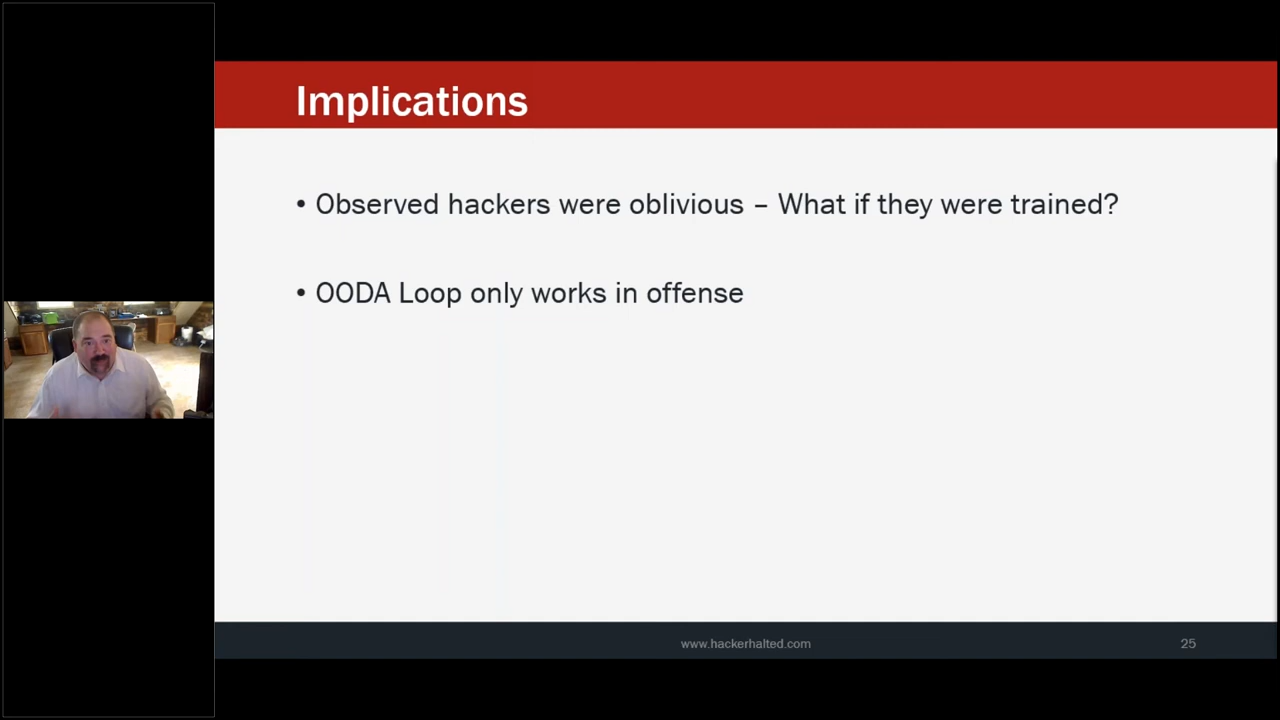 Implications
• Observed hackers were oblivious – What if they were trained?
• OODA Loop only works in offense
www.hackerhalted.com
25